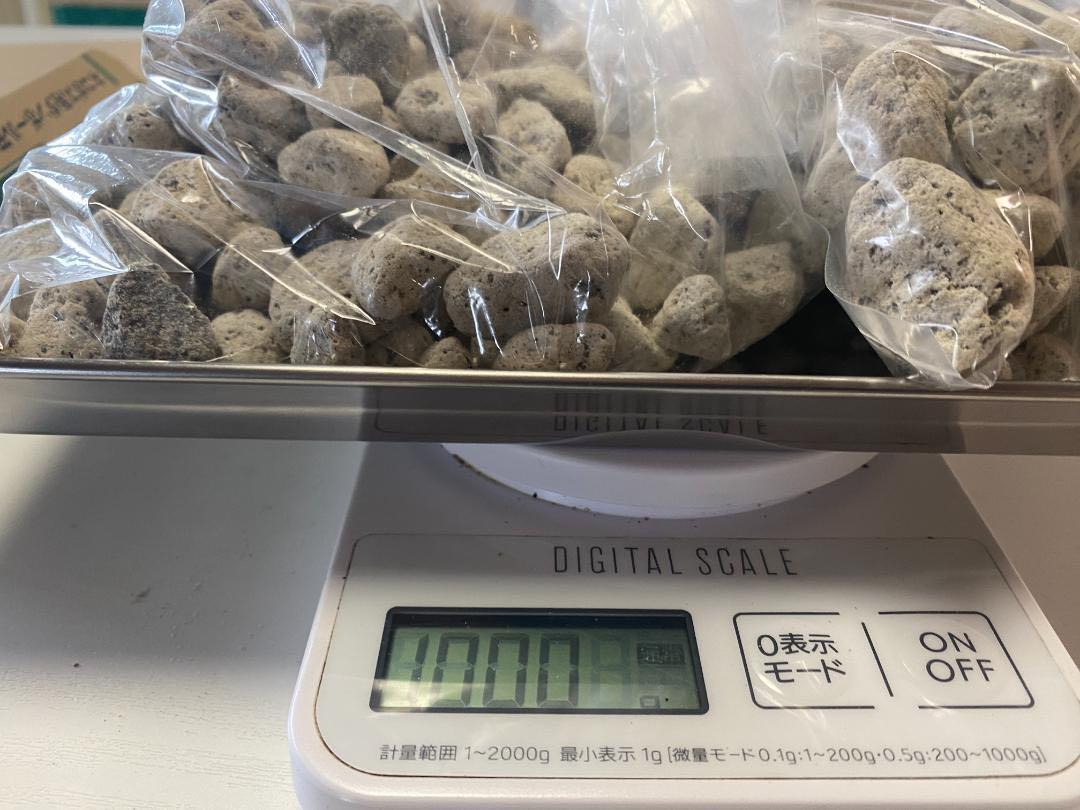 DIGITAL SCALE
1000 g
0表示
モード
ON
OFF
計量範囲 1~2000g 最小表示 1g [微量モード0.1g:1~200g・0.5g:200~1000g]